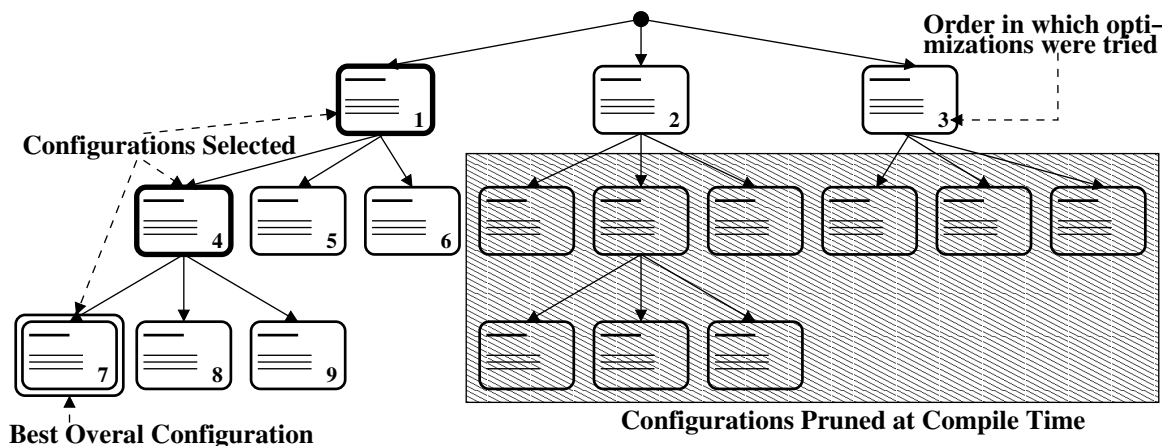 Order in which opti–
mizations were tried
1
2
3
Configurations Selected
4
5
6
7
8
9
Configurations Pruned at Compile Time
Best Overal Configuration